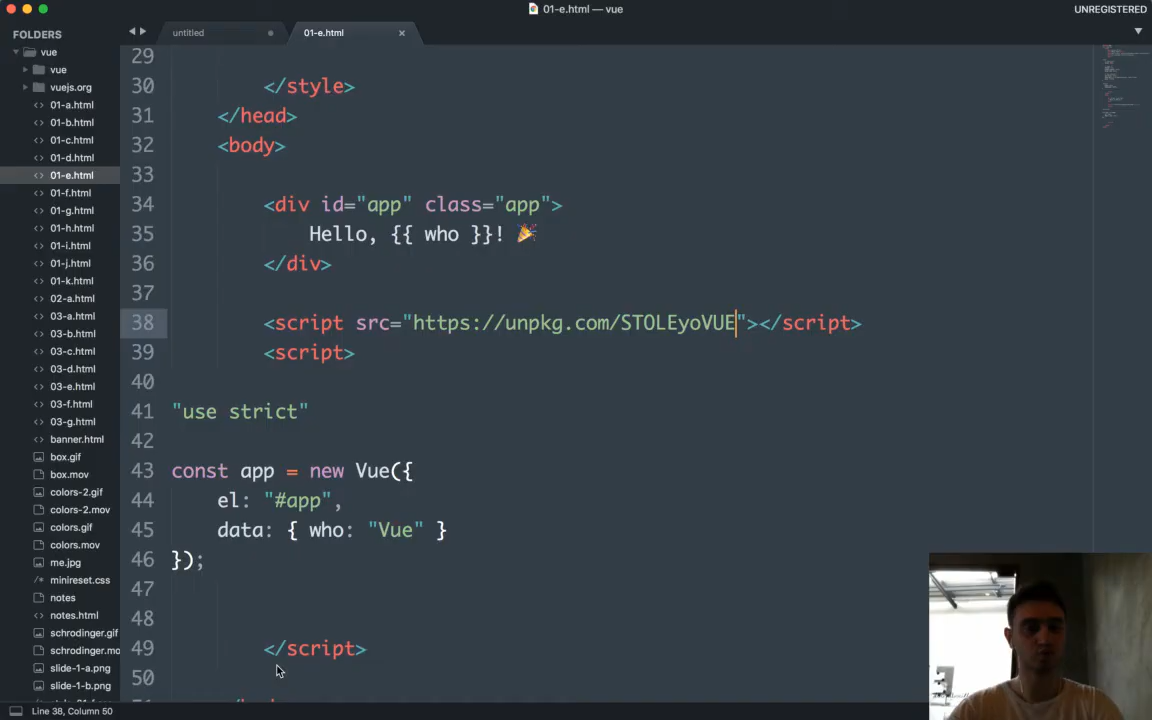 01-e.html — vue
UNREGISTERED
FOLDERS
untitled
01-e.html
vue
vue
vuejs.org
01-a.html
01-b.html
01-c.html
01-d.html
01-e.html
01-f.html
01-g.html
01-h.html
01-i.html
01-j.html
01-k.html
02-a.html
03-a.html
03-b.html
03-c.html
03-d.html
03-e.html
03-f.html
03-g.html
banner.html
box.gif
box.mov
colors-2.gif
colors-2.mov
colors.gif
colors.mov
me.jpg
minireset.css
notes
notes.html
schrodinger.gif
schrodinger.mo
slide-1-a.png
slide-1-b.png
29
30 </style>
31 </head>
32 <body>
33
34 <div id="app" class="app">
35 Hello, {{ who }}! 🎉
36 </div>
37
38 <script src="https://unpkg.com/STOLEyoVUE"></script>
39 <script>
40
41 "use strict"
42
43 const app = new Vue({
44 el: "#app",
45 data: { who: "Vue" }
46 });
47
48
49 </script>
50
Line 38, Column 50